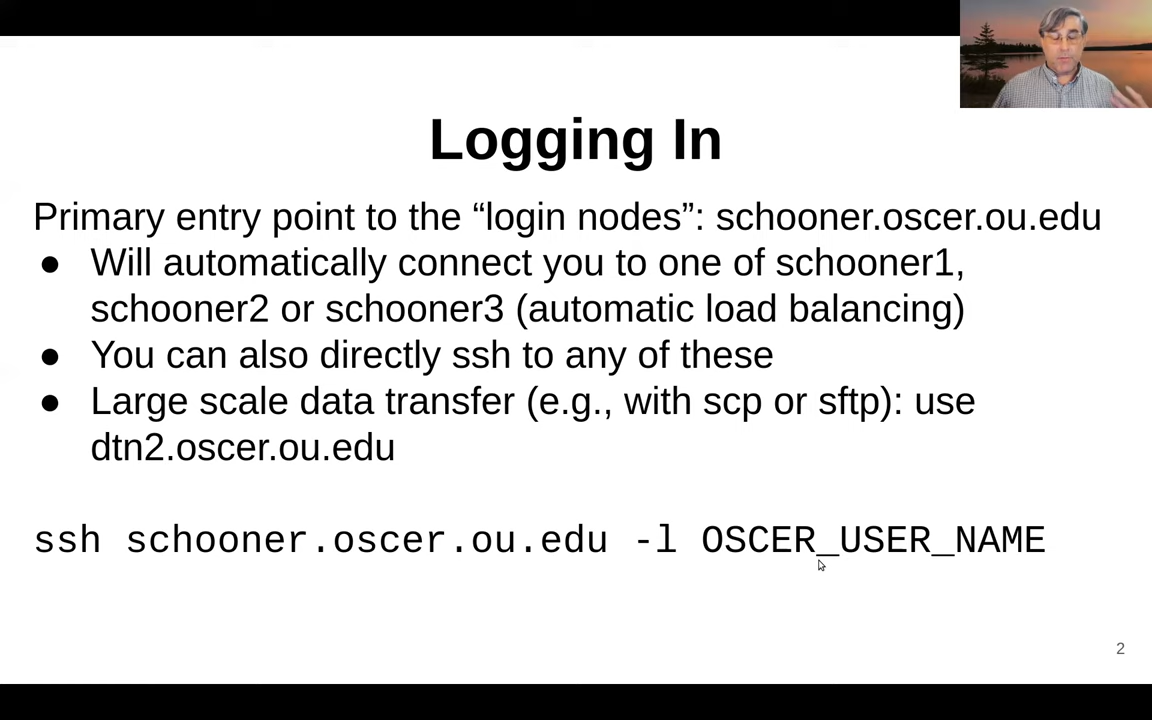 Logging In
Primary entry point to the “login nodes”: schooner.oscer.ou.edu
● Will automatically connect you to one of schooner1,
schooner2 or schooner3 (automatic load balancing)
● You can also directly ssh to any of these
● Large scale data transfer (e.g., with scp or sftp): use
dtn2.oscer.ou.edu
ssh schooner.oscer.ou.edu -l OSCER_USER_NAME
2